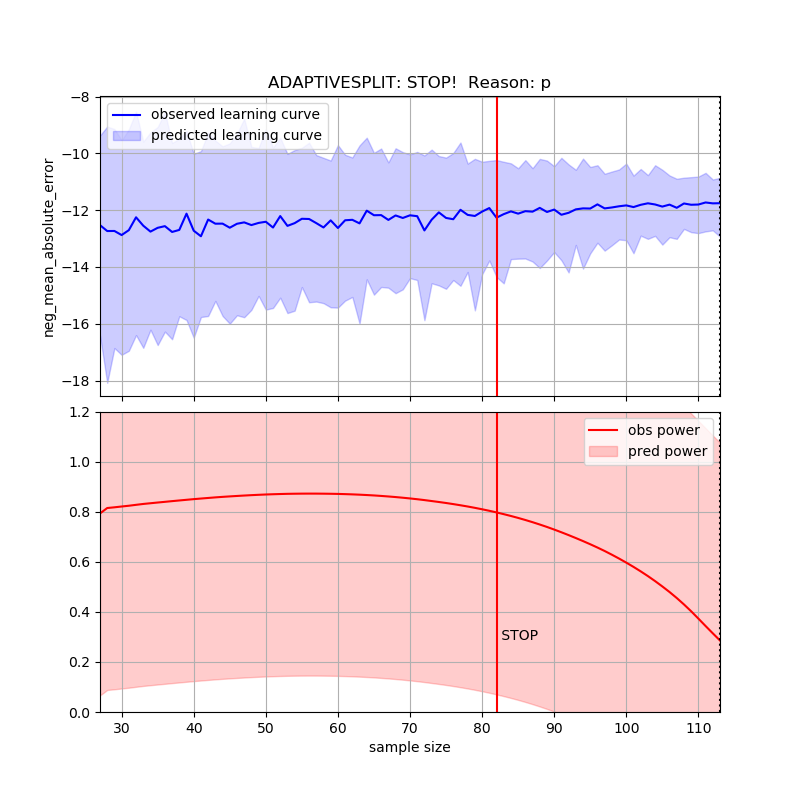 ADAPTIVESPLIT: STOP!  Reason: p
observed learning curve
predicted learning curve
neg_mean_absolute_error
−8
−10
−12
−14
−16
−18
obs power
pred power
1.2
1.0
0.8
0.6
0.4
0.2
0.0
STOP
30 40 50 60 70 80 90 100 110
sample size